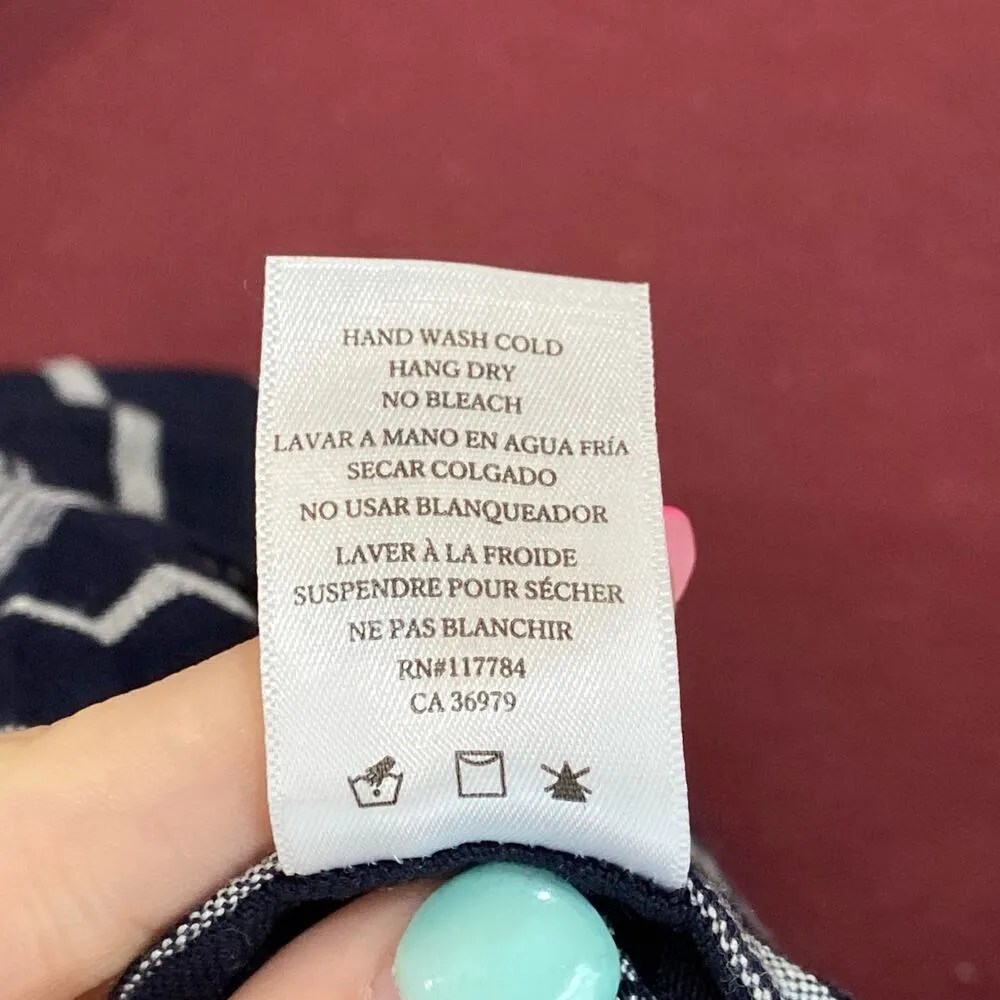 HAND WASH COLD
HANG DRY
NO BLEACH
LAVAR A MANO EN AGUA FRÍA
SECAR COLGADO
NO USAR BLANQUEADOR
LAVER À LA FROIDE
SUSPENDRE POUR SÉCHER
NE PAS BLANCHIR
RN#117784
CA 36979